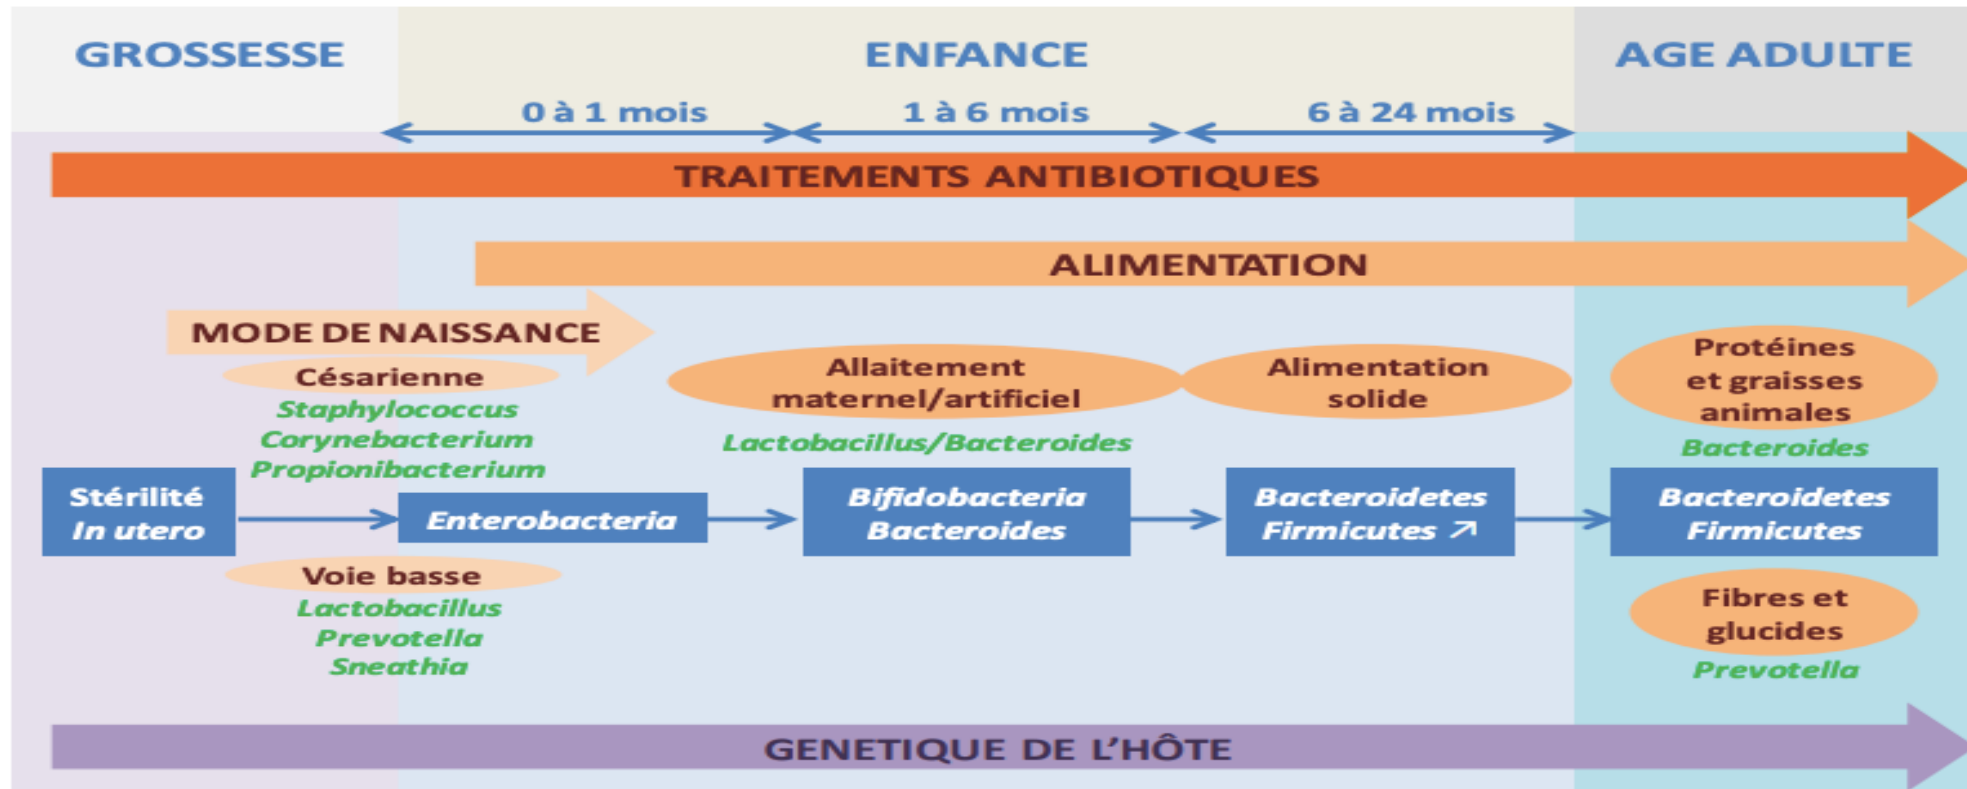 GROSSESSE
ENFANCE
AGE ADULTE
0 à 1 mois
1 à 6 mois
6 à 24 mois
TRAITEMENTS ANTIBIOTIQUES
ALIMENTATION
MODE DE NAISSANCE
Césarienne
Staphylococcus
Corynebacterium
Propionibacterium
Allaitement
maternel/artificiel
Lactobacillus/Bacteroides
Alimentation
solide
Protéines
et graisses
animales
Bacteroides
Stérilité
In utero
Enterobacteria
Bifidobacteria
Bacteroides
Bacteroidetes
Firmicutes ↗
Bacteroidetes
Firmicutes
Voie basse
Lactobacillus
Prevotella
Sneathia
Fibres et
glucides
Prevotella
GENETIQUE DE L’HÔTE